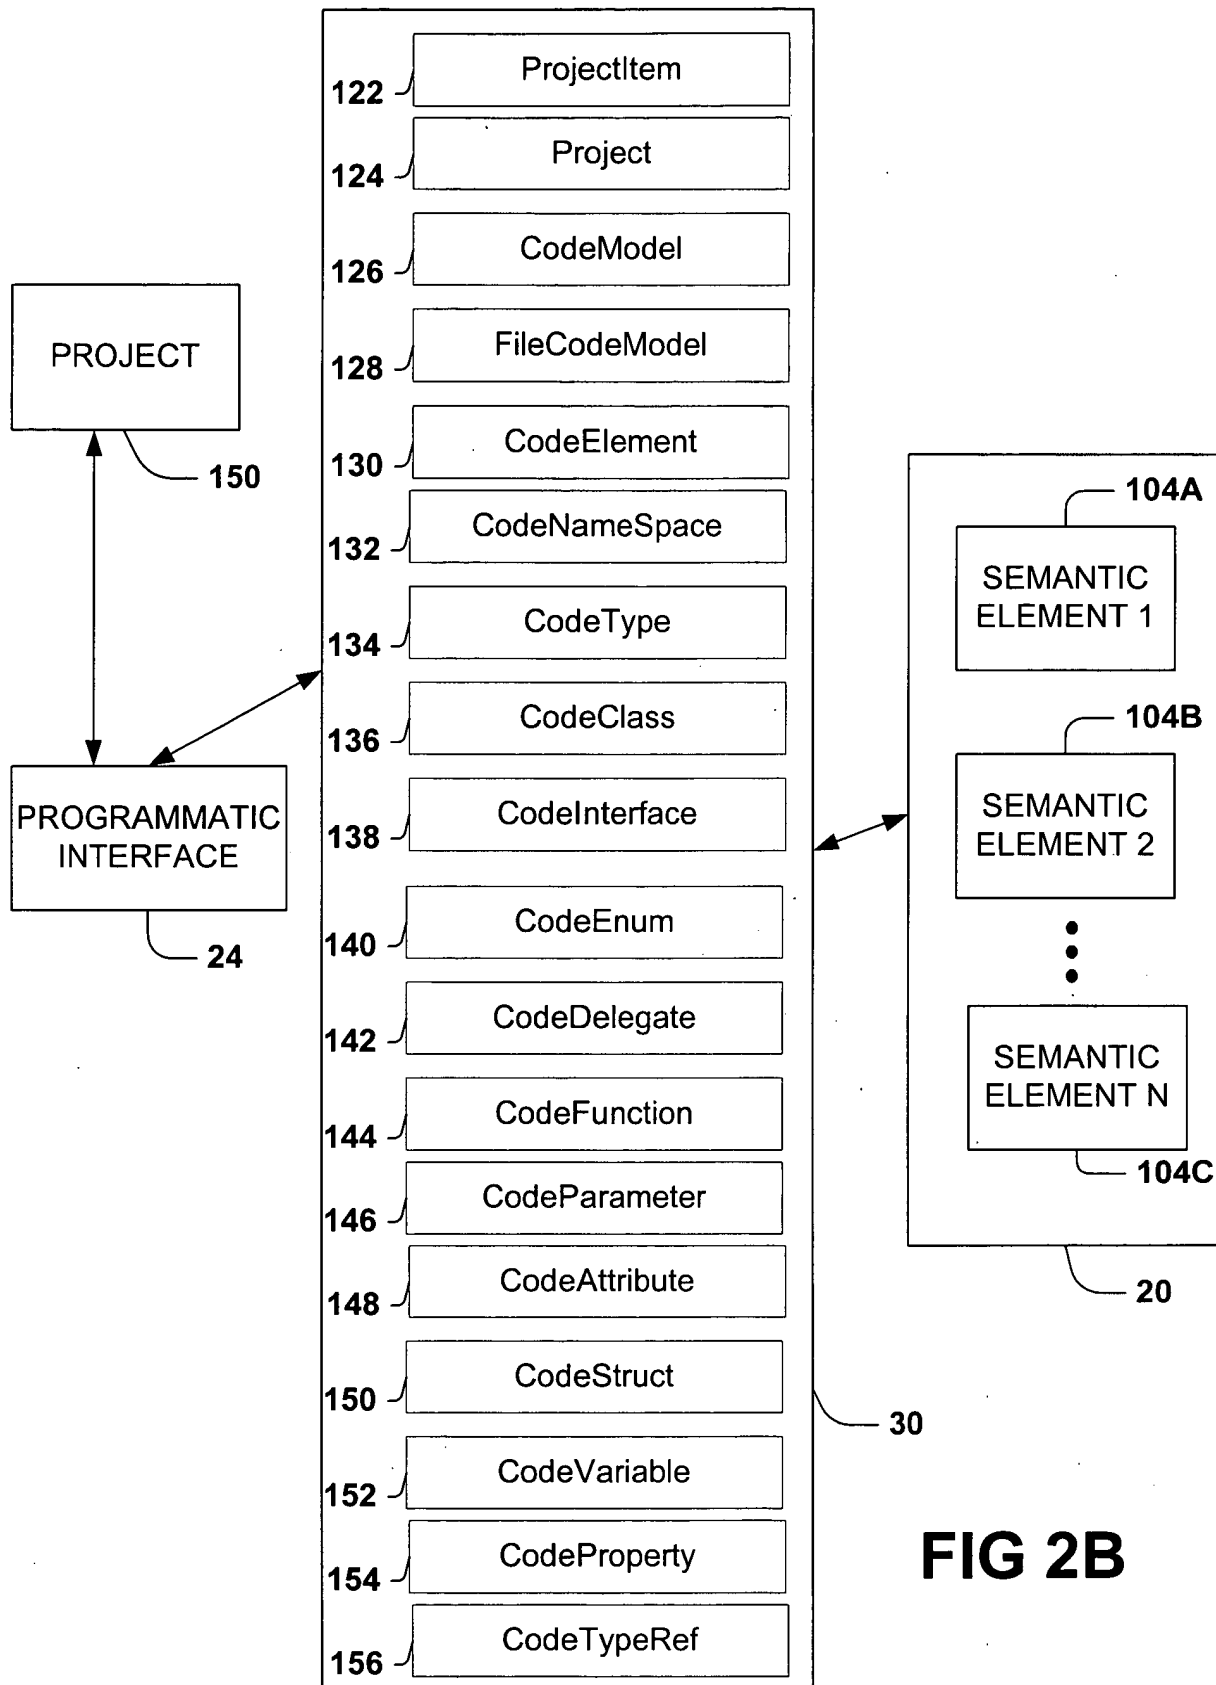 PROJECT
150
PROGRAMMATIC
INTERFACE
24
ProjectItem
122
Project
124
CodeModel
126
FileCodeModel
128
CodeElement
130
CodeNameSpace
132
CodeType
134
CodeClass
136
CodeInterface
138
CodeEnum
140
CodeDelegate
142
CodeFunction
144
CodeParameter
146
CodeAttribute
148
CodeStruct
150
CodeVariable
152
CodeProperty
154
CodeTypeRef
156
30
104A
SEMANTIC
ELEMENT 1
104B
SEMANTIC
ELEMENT 2
SEMANTIC
ELEMENT N
104C
20
FIG 2B